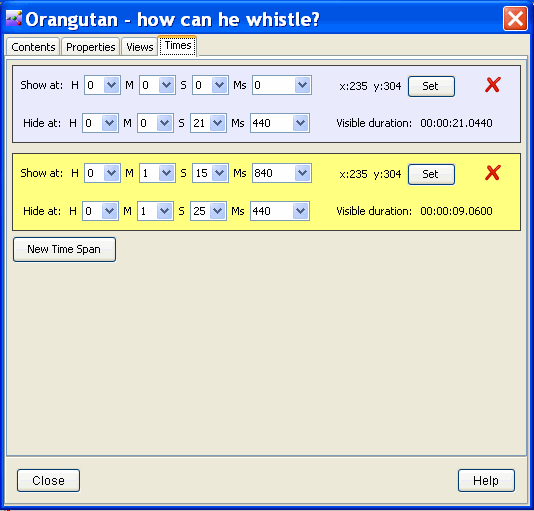 Orangutan - how can he whistle?
Contents Properties Views Times
Show at: H 0 M 0 S 0 Ms 0 x:235 y:304 Set
Hide at: H 0 M 0 S 21 Ms 440 Visible duration: 00:00:21.0440
Show at: H 0 M 1 S 15 Ms 840 x:235 y:304 Set
Hide at: H 0 M 1 S 25 Ms 440 Visible duration: 00:00:09.0600
New Time Span
Close Help